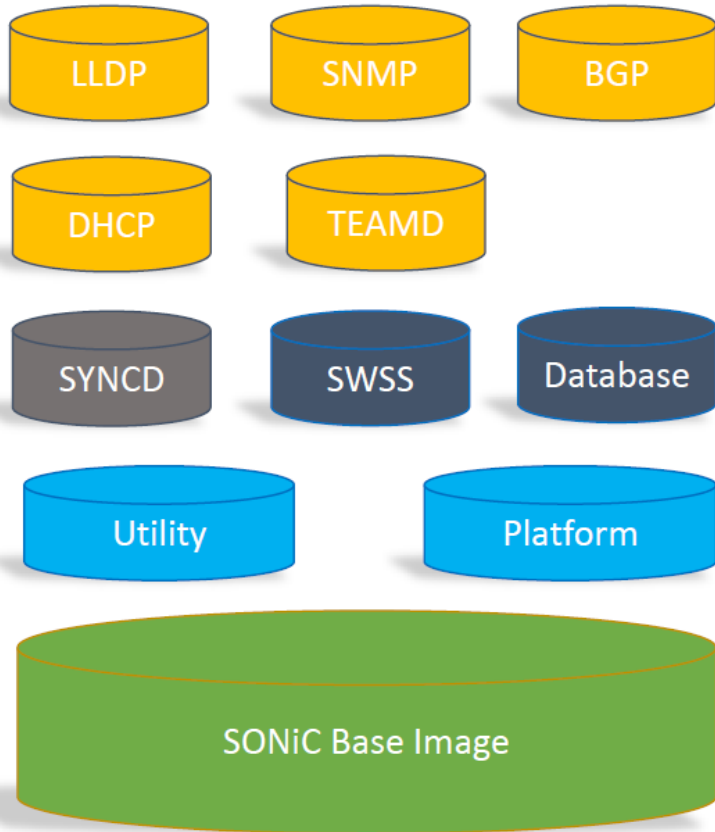 LLDP
SNMP
BGP
DHCP
TEAMD
SYNCD
SWSS
Database
Utility
Platform
SONiC Base Image